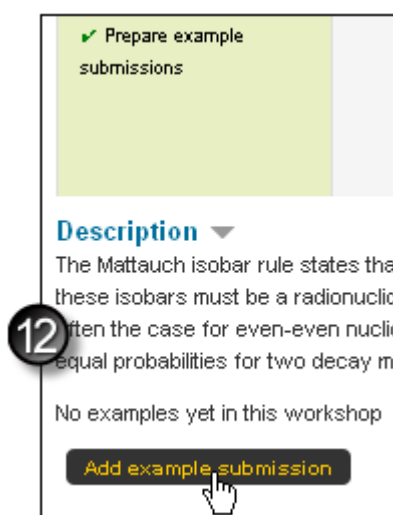 ✔ Prepare example
submissions
Description
The Mattauch isobar rule states tha
these isobars must be a radionuclid
12
often the case for even-even nuclid
equal probabilities for two decay m
No examples yet in this workshop
Add example submission